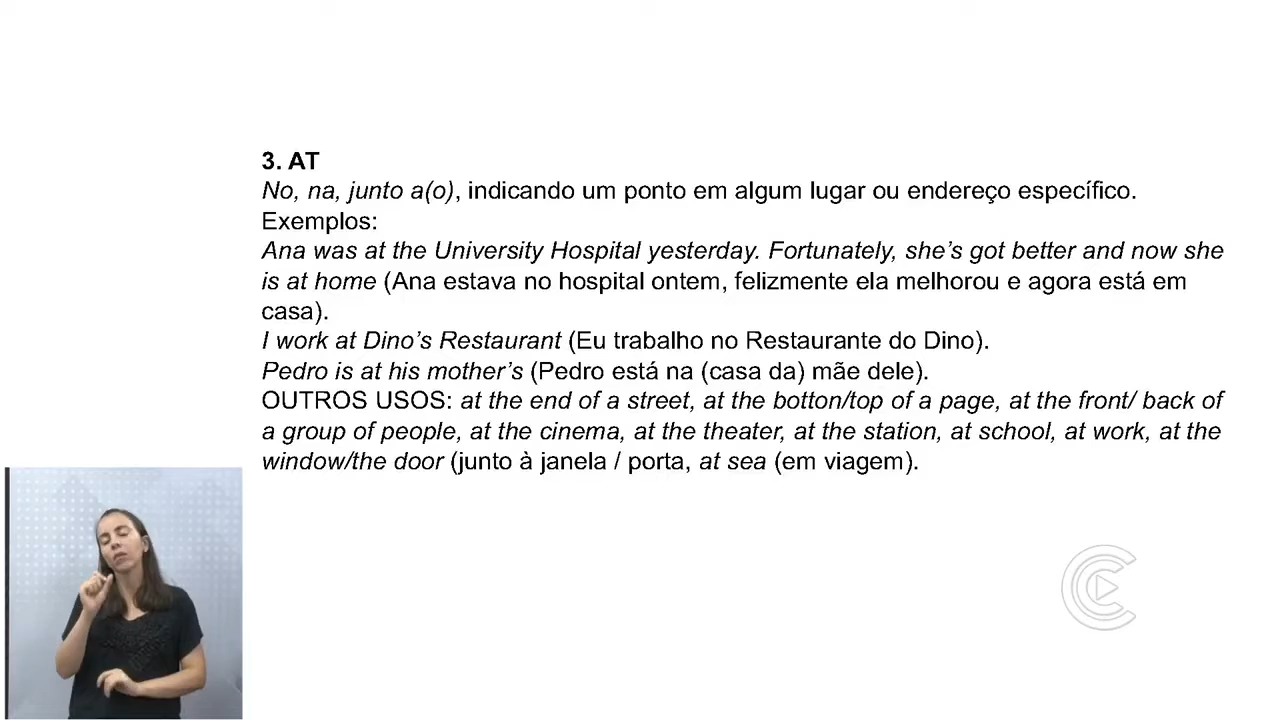 3. AT
No, na, junto a(o), indicando um ponto em algum lugar ou endereço específico.
Exemplos:
Ana was at the University Hospital yesterday. Fortunately, she’s got better and now she
is at home (Ana estava no hospital ontem, felizmente ela melhorou e agora está em
casa).
I work at Dino’s Restaurant (Eu trabalho no Restaurante do Dino).
Pedro is at his mother’s (Pedro está na (casa da) mãe dele).
OUTROS USOS: at the end of a street, at the botton/top of a page, at the front/ back of
a group of people, at the cinema, at the theater, at the station, at school, at work, at the
window/the door (junto à janela / porta, at sea (em viagem).